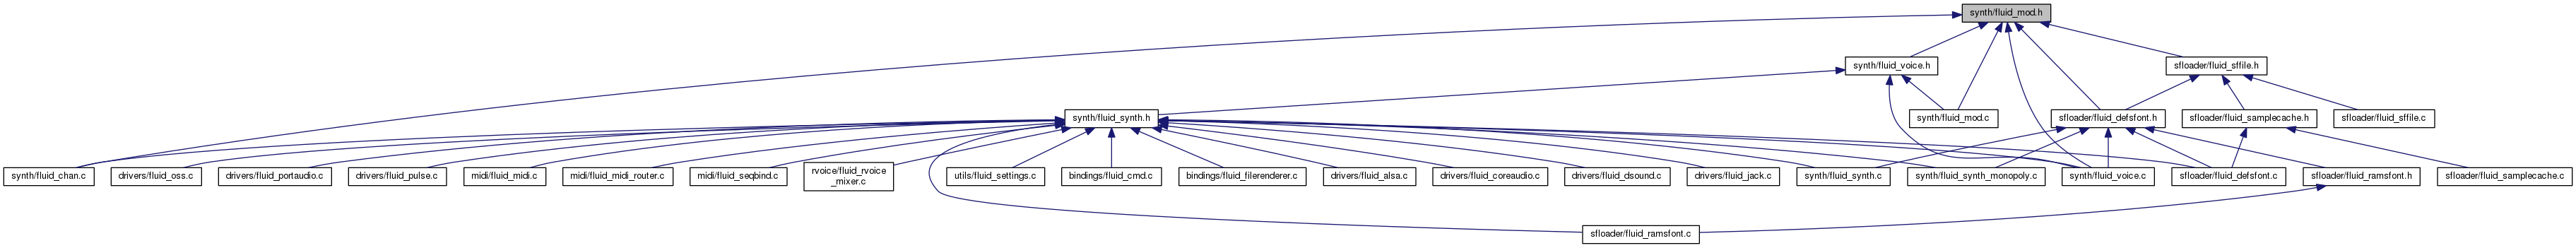 synth/fluid_mod.h
synth/fluid_voice.h
sfloader/fluid_sffile.h
synth/fluid_synth.h
synth/fluid_mod.c
sfloader/fluid_defsfont.h
sfloader/fluid_samplecache.h
sfloader/fluid_sffile.c
synth/fluid_chan.c
drivers/fluid_oss.c
drivers/fluid_portaudio.c
drivers/fluid_pulse.c
midi/fluid_midi.c
midi/fluid_midi_router.c
midi/fluid_seqbind.c
rvoice/fluid_rvoice
_mixer.c
utils/fluid_settings.c
bindings/fluid_cmd.c
bindings/fluid_filerenderer.c
drivers/fluid_alsa.c
drivers/fluid_coreaudio.c
drivers/fluid_dsound.c
drivers/fluid_jack.c
synth/fluid_synth.c
synth/fluid_synth_monopoly.c
synth/fluid_voice.c
sfloader/fluid_defsfont.c
sfloader/fluid_ramsfont.h
sfloader/fluid_samplecache.c
sfloader/fluid_ramsfont.c